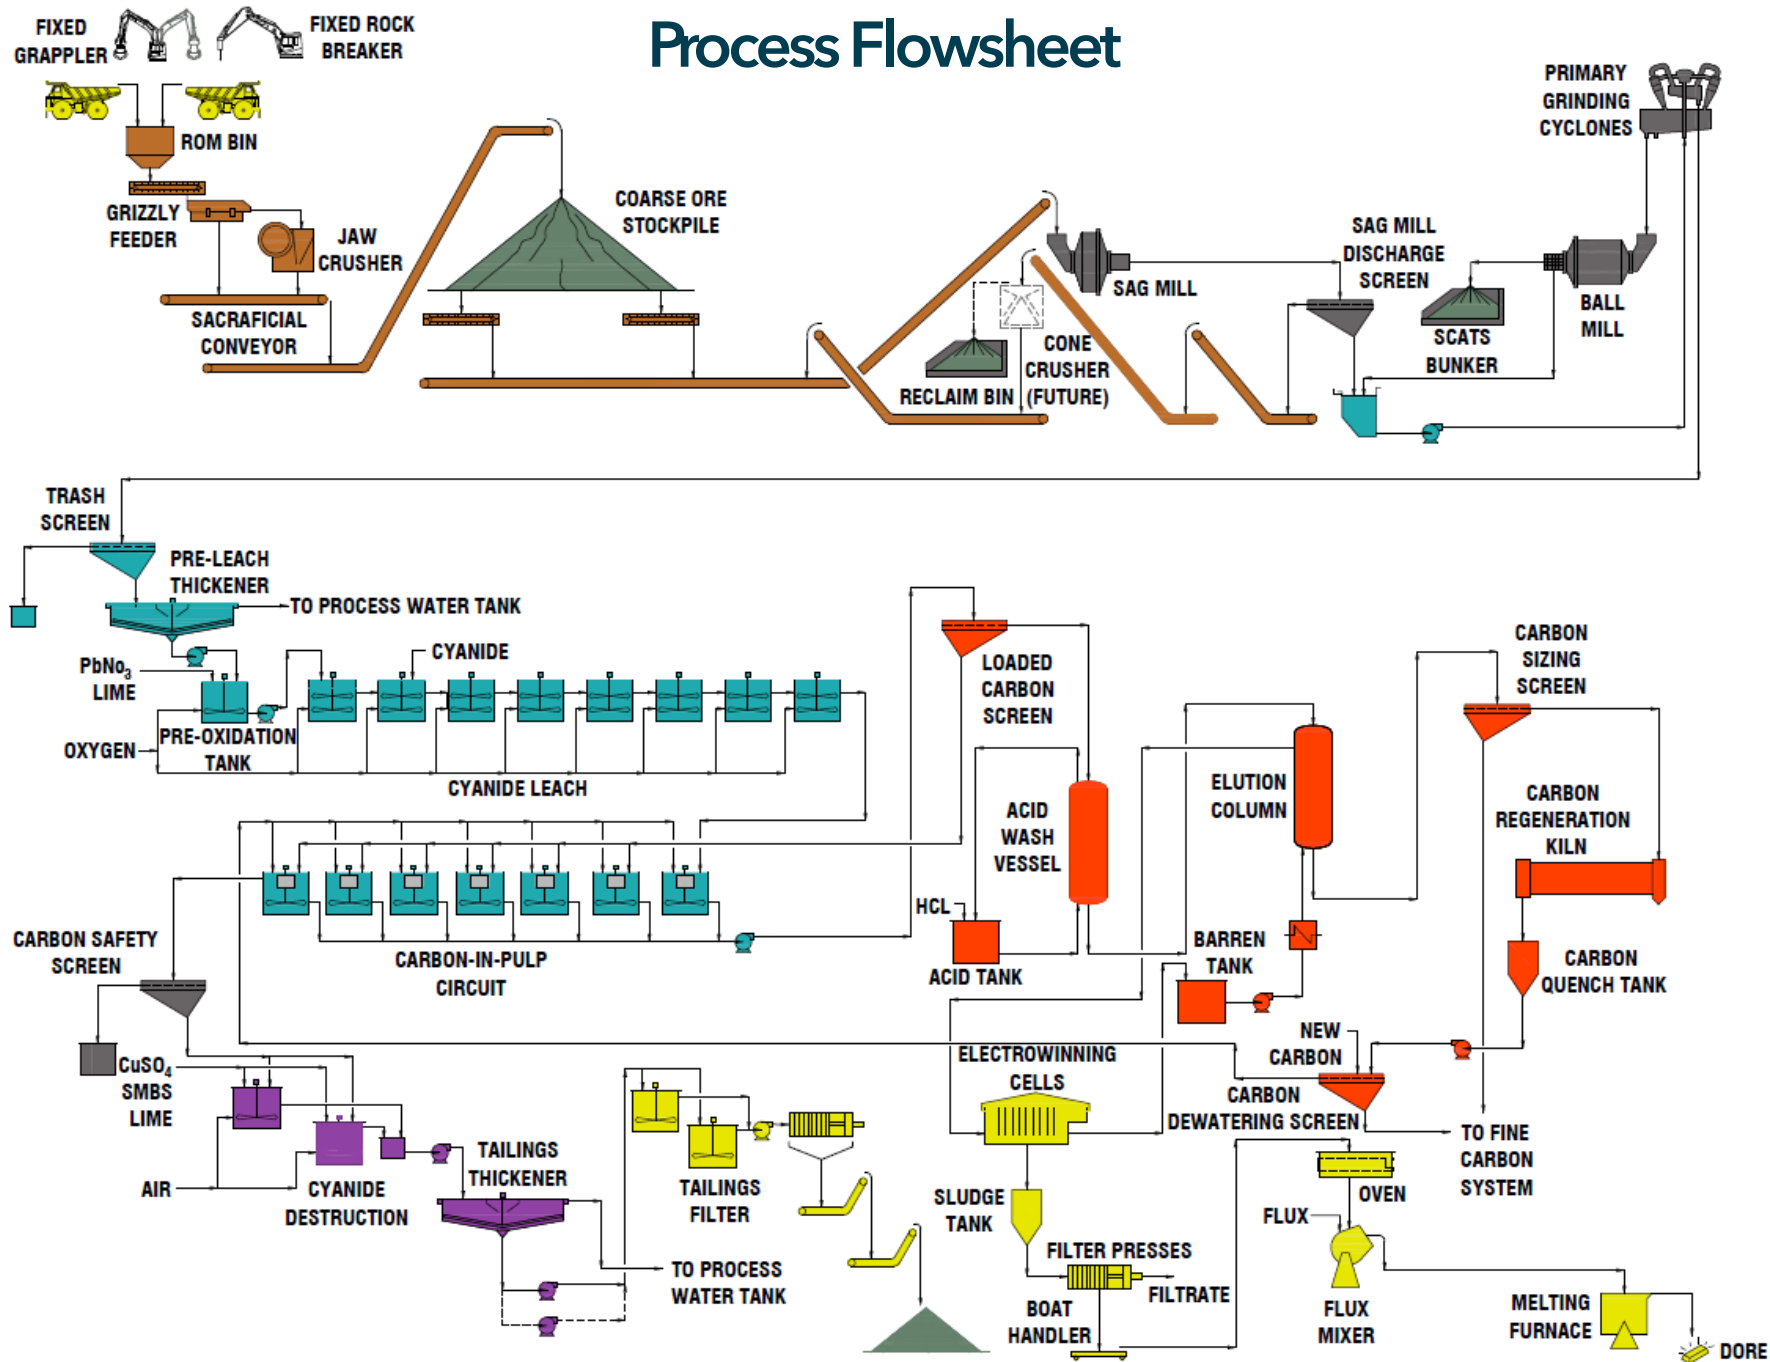 Process Flowsheet
FIXED
GRAPPLER
FIXED ROCK
BREAKER
ROM BIN
GRIZZLY
FEEDER
JAW
CRUSHER
SACRAFICIAL
CONVEYOR
COARSE ORE
STOCKPILE
RECLAIM BIN
CONE
CRUSHER
(FUTURE)
SAG MILL
SAG MILL
DISCHARGE
SCREEN
SCATS
BUNKER
BALL
MILL
PRIMARY
GRINDING
CYCLONES
TRASH
SCREEN
PRE-LEACH
THICKENER
TO PROCESS WATER TANK
PbNo3
LIME
OXYGEN
PRE-OXIDATION
TANK
CYANIDE
CYANIDE LEACH
LOADED
CARBON
SCREEN
ACID
WASH
VESSEL
HCL
ACID TANK
ELUTION
COLUMN
BARREN
TANK
CARBON
SIZING
SCREEN
CARBON
REGENERATION
KILN
CARBON
QUENCH TANK
NEW
CARBON
CARBON
DEWATERING SCREEN
TO FINE
CARBON
SYSTEM
CARBON-IN-PULP
CIRCUIT
CARBON SAFETY
SCREEN
CuSO4
SMBS
LIME
AIR
CYANIDE
DESTRUCTION
TAILINGS
THICKENER
TO PROCESS
WATER TANK
TAILINGS
FILTER
ELECTROWINNING
CELLS
SLUDGE
TANK
FILTER PRESSES
FILTRATE
BOAT
HANDLER
OVEN
FLUX
FLUX
MIXER
MELTING
FURNACE
DORE